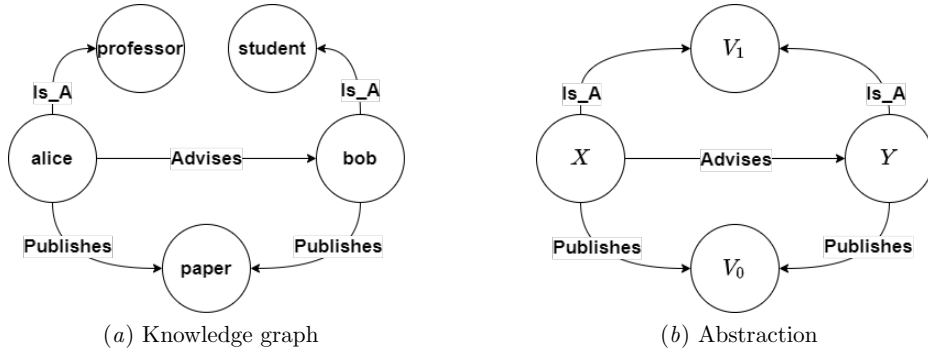 professor student V₁
Is_A Is_A Is_A Is_A
alice Advises bob X Advises Y
Publishes Publishes Publishes Publishes
paper V₀
(a) Knowledge graph (b) Abstraction